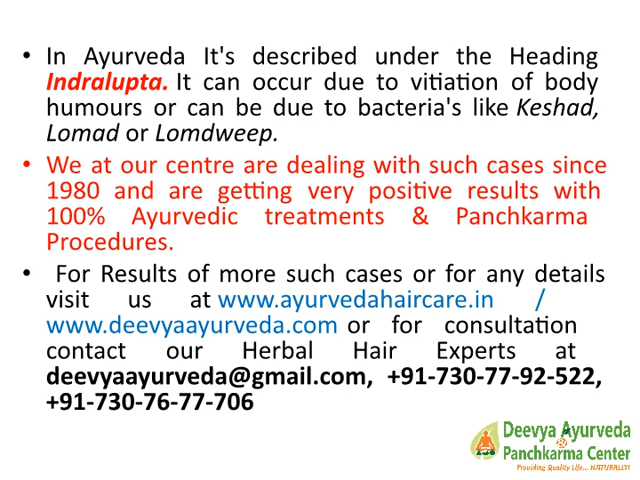 • In Ayurveda It's described under the Heading
Indralupta. It can occur due to vitiation of body
humours or can be due to bacteria's like Keshad,
Lomad or Lomdweep.
• We at our centre are dealing with such cases since
1980 and are getting very positive results with
100% Ayurvedic treatments & Panchkarma
Procedures.
• For Results of more such cases or for any details
visit us at www.ayurvedahaircare.in /
www.deevyaayurveda.com or for consultation
contact our Herbal Hair Experts at
deevyaayurveda@gmail.com, +91-730-77-92-522,
+91-730-76-77-706
Deevya Ayurveda
&
Panchkarma Center
Providing Quality Life... NATURALLY!